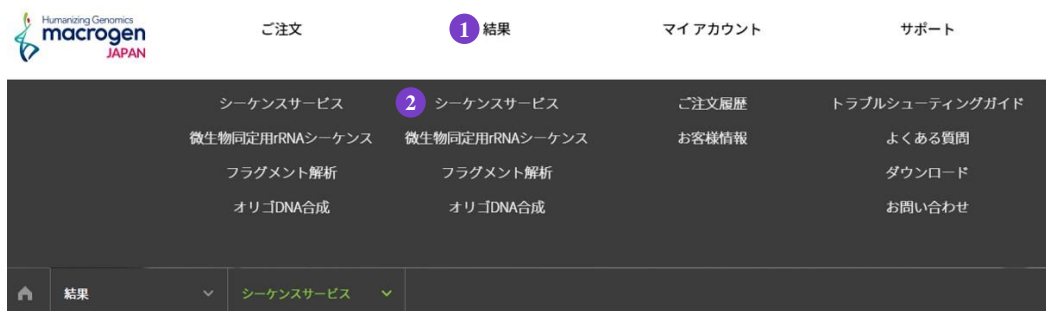 Humanizing Genomics
macrogen
JAPAN
ご注文
1 結果
マイ アカウント
サポート
シーケンスサービス
微生物同定用rRNAシーケンス
フラグメント解析
オリゴDNA合成
2 シーケンスサービス
微生物同定用rRNAシーケンス
フラグメント解析
オリゴDNA合成
ご注文履歴
お客様情報
トラブルシューティングガイド
よくある質問
ダウンロード
お問い合わせ
結果
シーケンスサービス